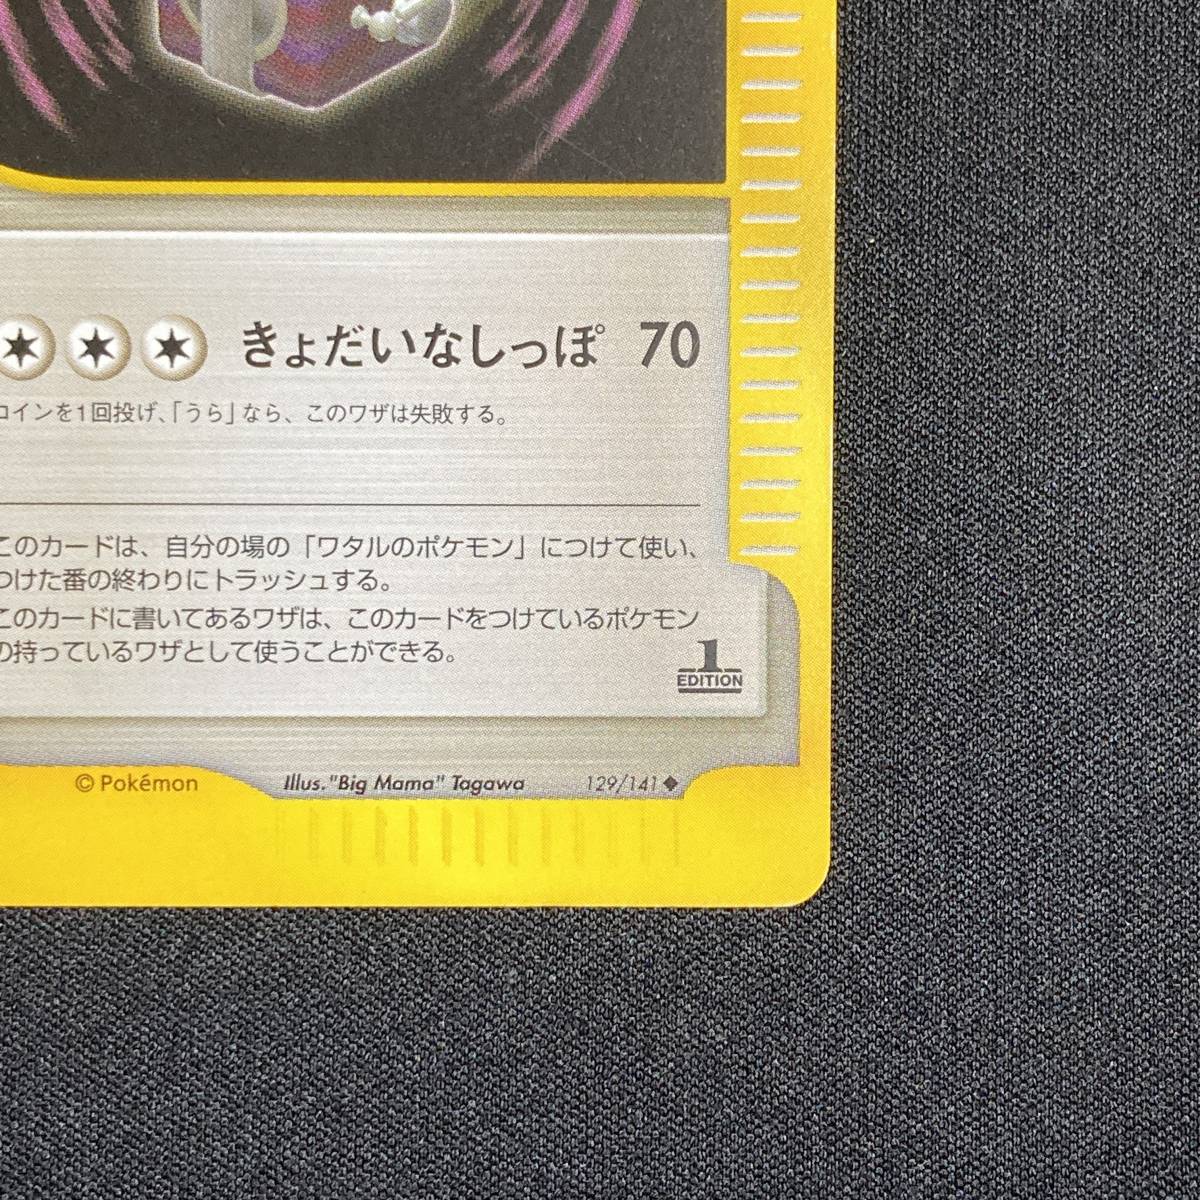 きょだいなしっぽ 70
コインを1回投げ、「うら」なら、このワザは失敗する。
このカードは、自分の場の「ワタルのポケモン」につけて使い、
つけた番の終わりにトラッシュする。
このカードに書いてあるワザは、このカードをつけているポケモン
の持っているワザとして使うことができる。
1
EDITION
© Pokémon Illus."Big Mama" Tagawa 129/141◆